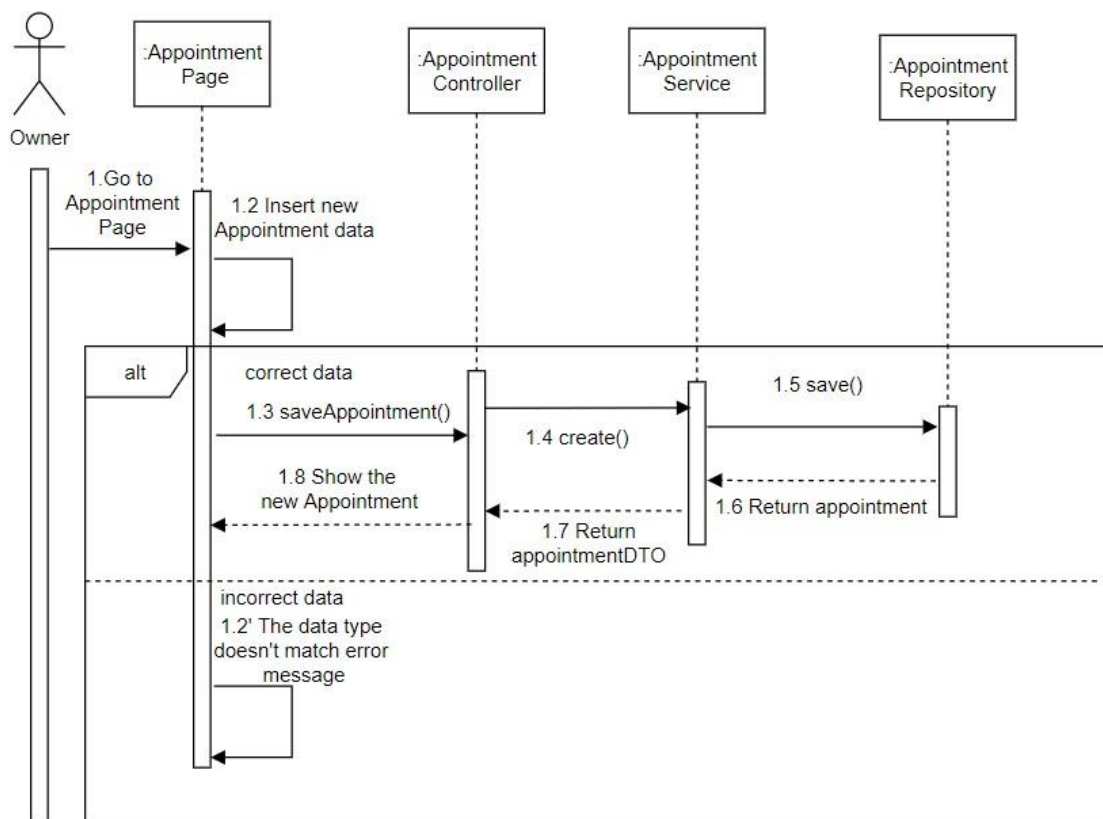 :Appointment
Page
:Appointment
Controller
:Appointment
Service
:Appointment
Repository
Owner
1.Go to
Appointment
Page
1.2 Insert new
Appointment data
alt
correct data
1.3 saveAppointment()
1.4 create()
1.5 save()
1.6 Return appointment
1.7 Return
appointmentDTO
1.8 Show the
new Appointment
incorrect data
1.2' The data type
doesn't match error
message